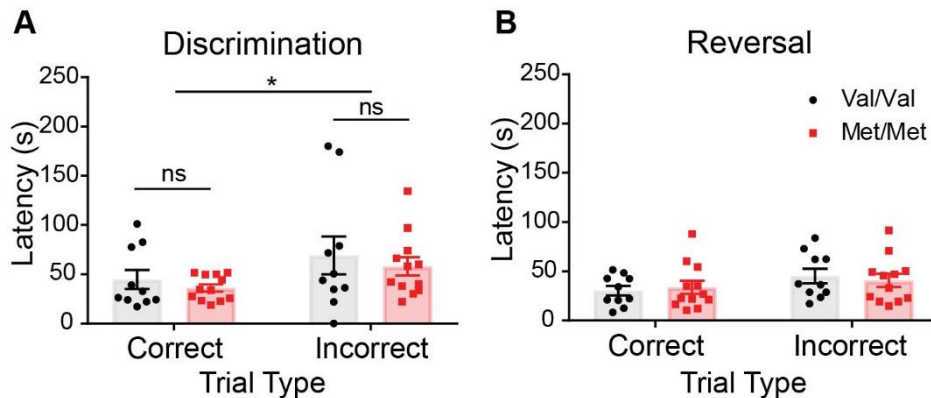 A
Discrimination
Latency (s)
250
200
150
100
50
0
*
ns
ns
Correct
Incorrect
Trial Type
B
Reversal
Latency (s)
250
200
150
100
50
0
Val/Val
Met/Met
Correct
Incorrect
Trial Type